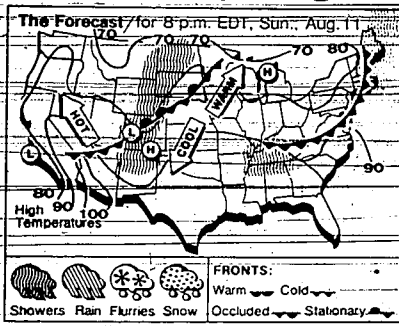 The Forecast/for 8 p.m. EDT, Sun., Aug. 11
70
70
70
70
80
H
WARM
HOT
L
COOL
H
L
80
90
100
90
High
Temperatures
Showers Rain Flurries Snow
FRONTS:
Warm Cold
Occluded Stationary